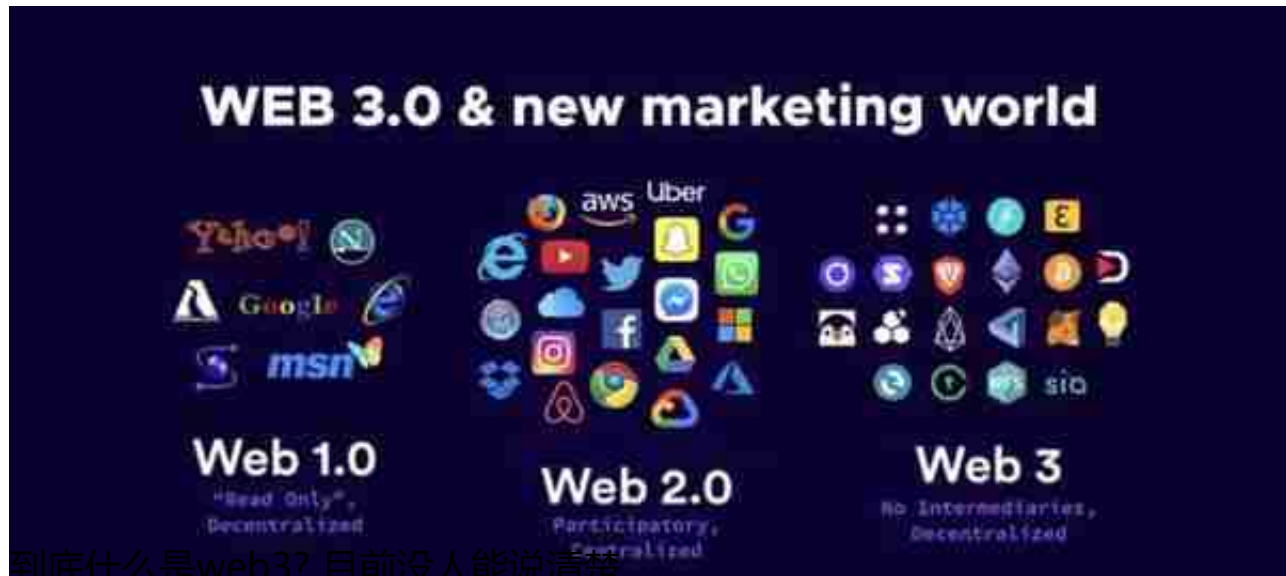 WEB 3.0 & new marketing world
aws
Uber
Yahoo!
Google
msn
sia
Web 1.0
"Read Only",
Decentralized
Web 2.0
Participatory,
Centralized
Web 3
No Intermediaries,
Decentralized
到底什么是web3? 目前没人能说清楚